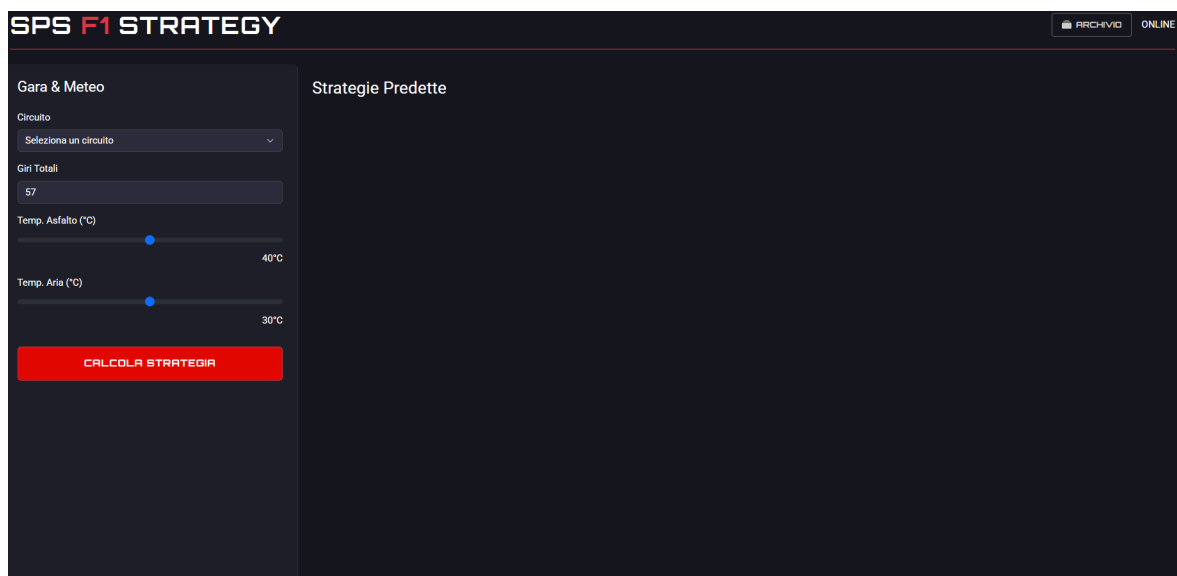 SPS F1 STRATEGY
ARCHIVIO
ONLINE
Gara & Meteo
Circuito
Seleziona un circuito
Giri Totali
57
Temp. Asfalto (°C)
40°C
Temp. Aria (°C)
30°C
CALCOLA STRATEGIA
Strategie Predette